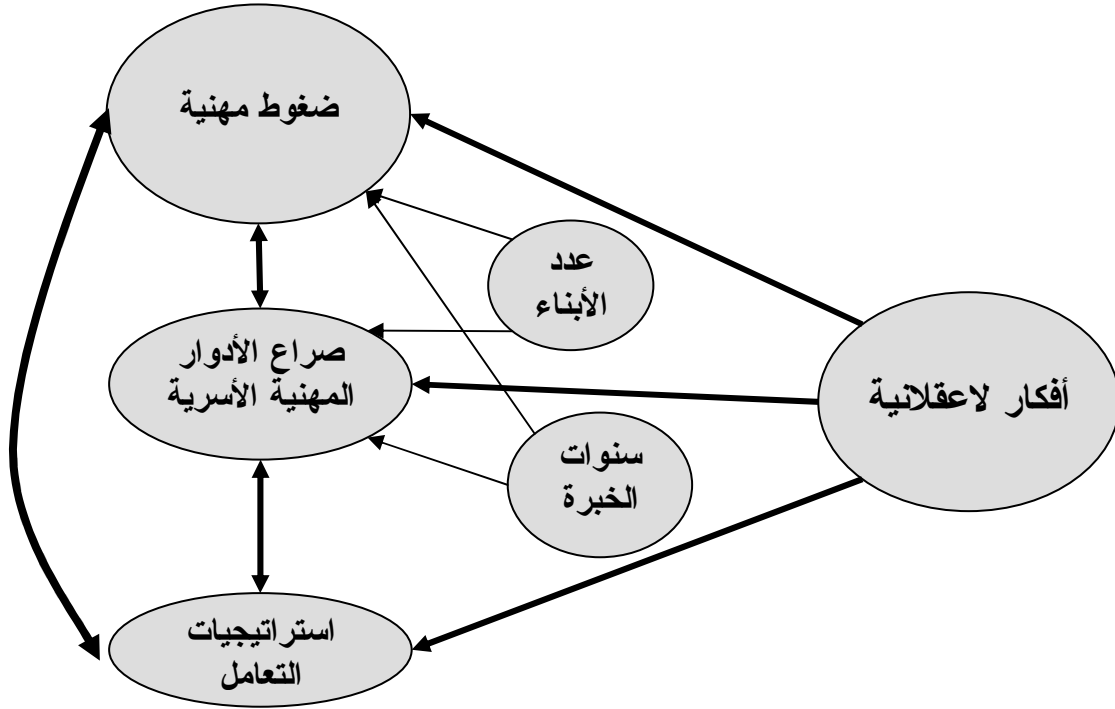 ضغوط مهنية
عدد
الأبناء
صراع الأدوار
المهنية الأسرية
أفكار لاعقلانية
سنوات
الخبرة
استراتيجيات
التعامل